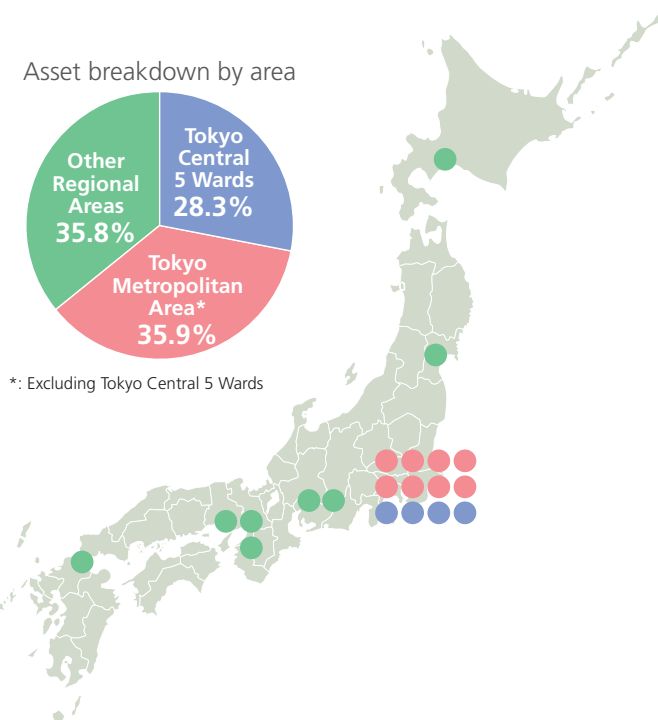 Asset breakdown by area
Tokyo
Central
5 Wards
28.3%
Other
Regional
Areas
35.8%
Tokyo
Metropolitan
Area*
35.9%
*: Excluding Tokyo Central 5 Wards